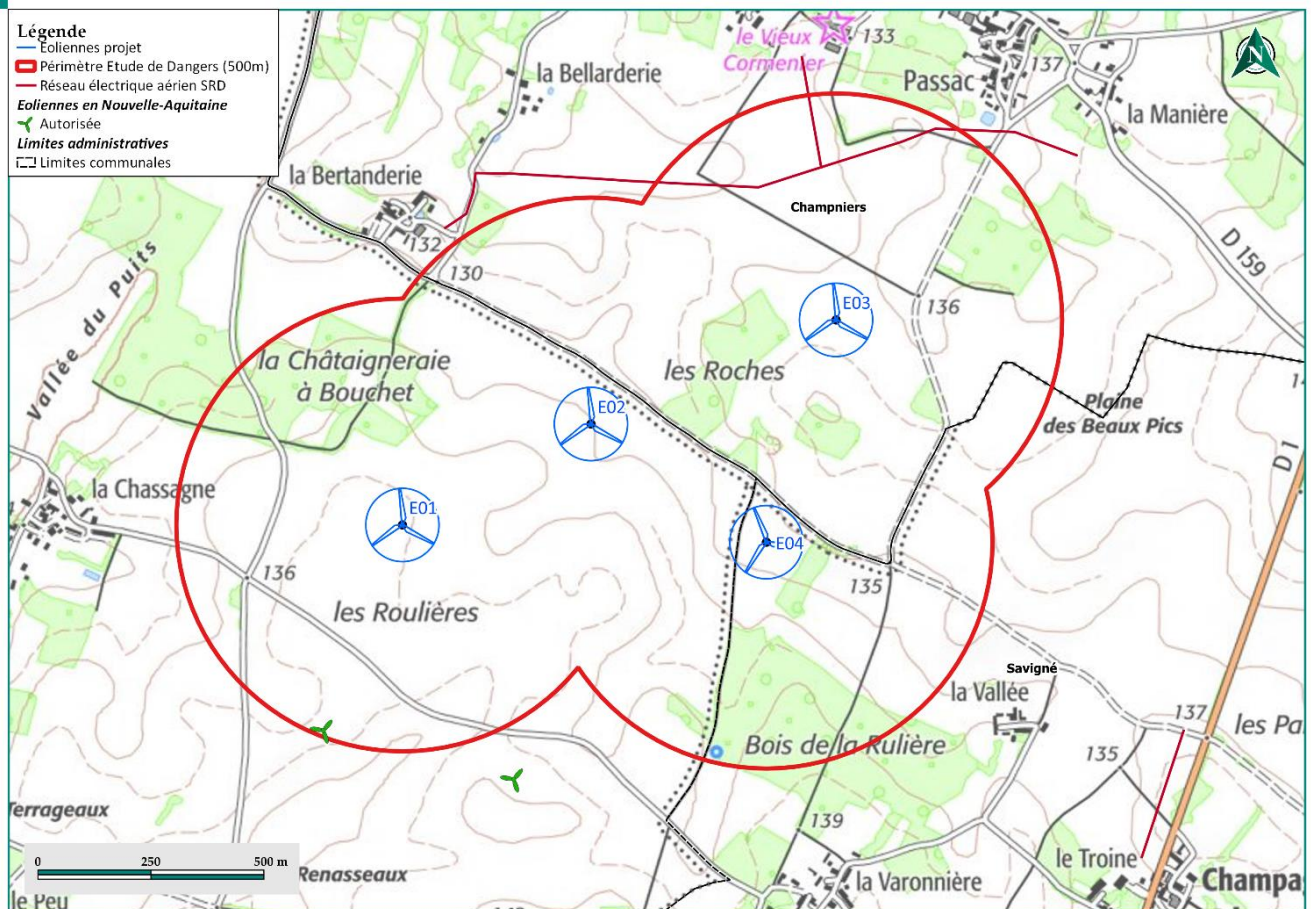 Légende
Eoliennes projet
Périmètre Etude de Dangers (500m)
Réseau électrique aérien SRD
Eoliennes en Nouvelle-Aquitaine
Autorisée
Limites administratives
Limites communales
le Vieux
Cormenier
133
Passac
137
la Manière
la Bellarderie
la Bertanderie
132
130
Champniers
D 159
Vallée du Puits
136
E03
la Châtaigneraie
à Bouchet
les Roches
E02
Plaine
des Beaux Pics
D 1
la Chassagne
E01
E04
136
135
les Roulières
Savigné
la Vallée
137
les Pa
Bois de la Rulière
135
Terrageaux
139
le Troine
0
250
500 m
Renasseaux
la Varonnière
Champa
le Peu